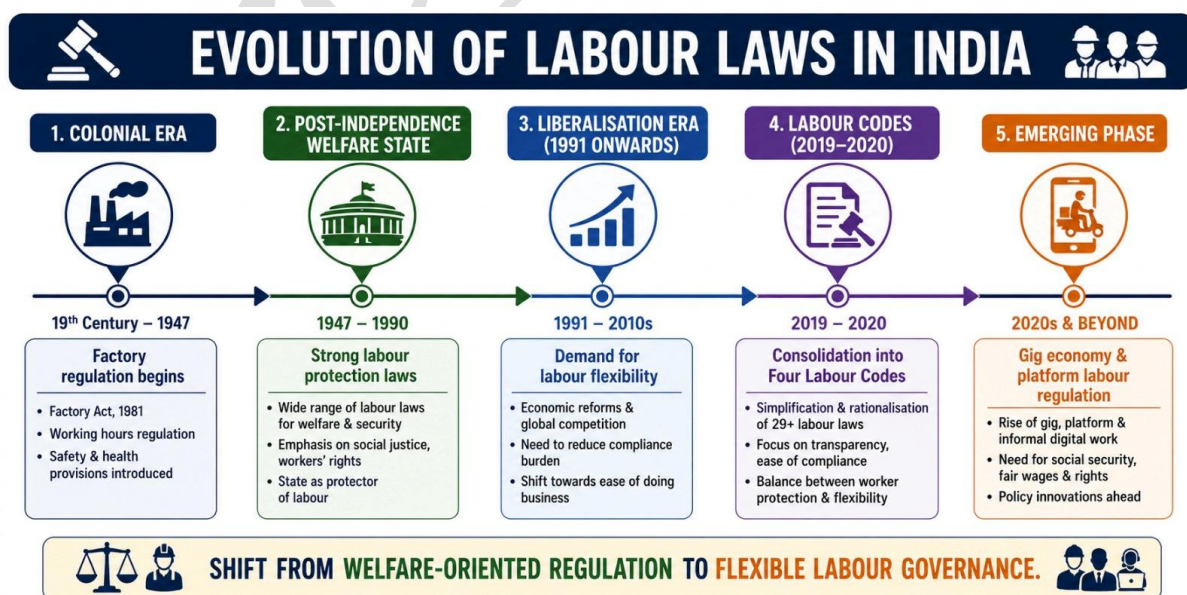 EVOLUTION OF LABOUR LAWS IN INDIA
1. COLONIAL ERA
19th Century – 1947
Factory
regulation begins
• Factory Act, 1981
• Working hours regulation
• Safety & health
provisions introduced
2. POST-INDEPENDENCE
WELFARE STATE
1947 – 1990
Strong labour
protection laws
• Wide range of labour laws
for welfare & security
• Emphasis on social justice,
workers' rights
• State as protector
of labour
3. LIBERALISATION ERA
(1991 ONWARDS)
1991 – 2010s
Demand for
labour flexibility
• Economic reforms &
global competition
• Need to reduce compliance
burden
• Shift towards ease of doing
business
4. LABOUR CODES
(2019–2020)
2019 – 2020
Consolidation into
Four Labour Codes
• Simplification & rationalisation
of 29+ labour laws
• Focus on transparency,
ease of compliance
• Balance between worker
protection & flexibility
5. EMERGING PHASE
2020s & BEYOND
Gig economy &
platform labour
regulation
• Rise of gig, platform &
informal digital work
• Need for social security,
fair wages & rights
• Policy innovations ahead
SHIFT FROM WELFARE-ORIENTED REGULATION TO FLEXIBLE LABOUR GOVERNANCE.